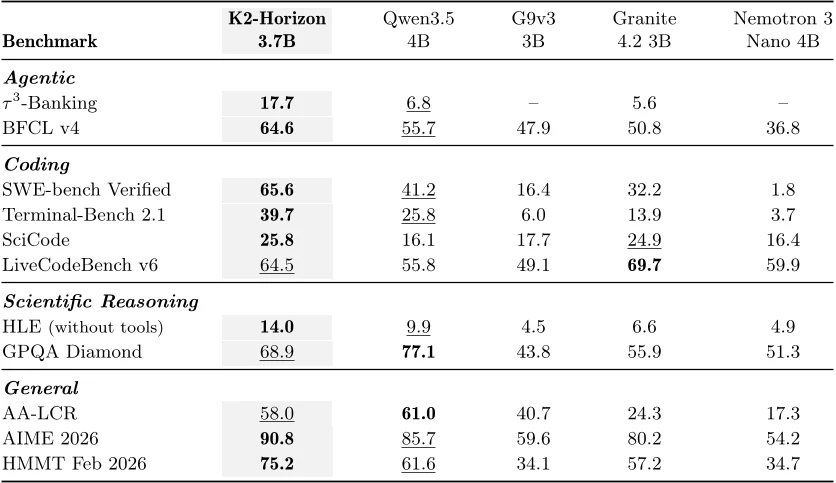 K2-Horizon Qwen3.5 G9v3 Granite Nemotron 3
Benchmark 3.7B 4B 3B 4.2 3B Nano 4B
Agentic
τ³-Banking 17.7 6.8 – 5.6 –
BFCL v4 64.6 55.7 47.9 50.8 36.8
Coding
SWE-bench Verified 65.6 41.2 16.4 32.2 1.8
Terminal-Bench 2.1 39.7 25.8 6.0 13.9 3.7
SciCode 25.8 16.1 17.7 24.9 16.4
LiveCodeBench v6 64.5 55.8 49.1 69.7 59.9
Scientific Reasoning
HLE (without tools) 14.0 9.9 4.5 6.6 4.9
GPQA Diamond 68.9 77.1 43.8 55.9 51.3
General
AA-LCR 58.0 61.0 40.7 24.3 17.3
AIME 2026 90.8 85.7 59.6 80.2 54.2
HMMT Feb 2026 75.2 61.6 34.1 57.2 34.7